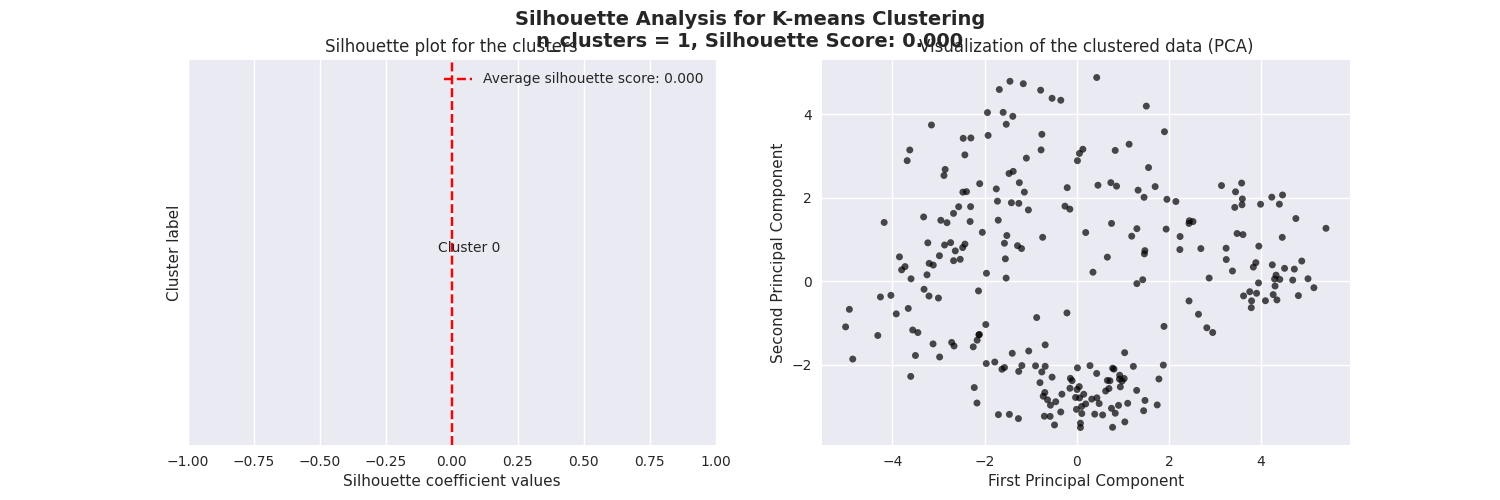 Silhouette Analysis for K-means Clustering
n_clusters = 1, Silhouette Score: 0.000
Silhouette plot for the clusters
Visualization of the clustered data (PCA)
Average silhouette score: 0.000
Cluster 0
Cluster label
−1.00 −0.75 −0.50 −0.25 0.00 0.25 0.50 0.75 1.00
Silhouette coefficient values
Second Principal Component
4
2
0
−2
−4 −2 0 2 4
First Principal Component